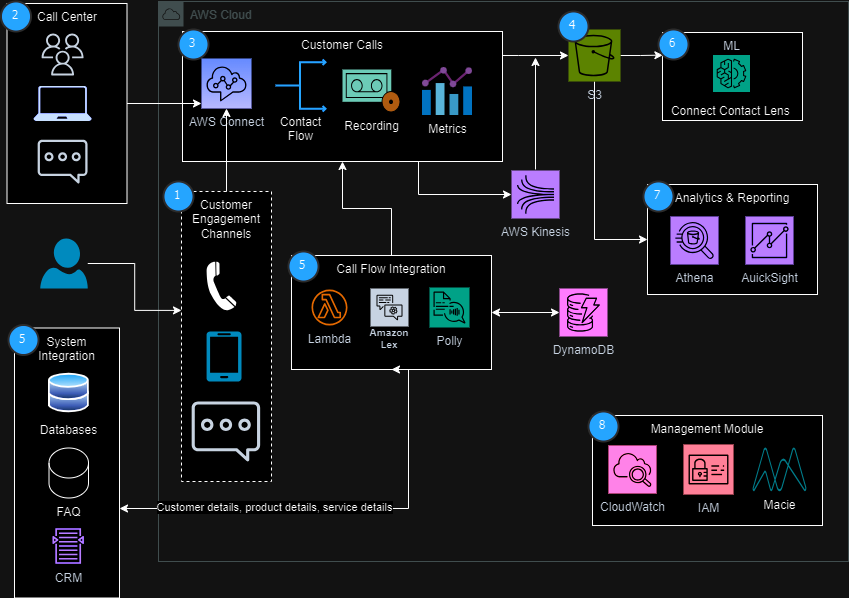 2
Call Center
AWS Cloud
3
Customer Calls
AWS Connect
Contact
Flow
Recording
Metrics
4
S3
6
ML
Connect Contact Lens
1
Customer
Engagement
Channels
AWS Kinesis
7
Analytics & Reporting
Athena
AuickSight
5
Call Flow Integration
Lambda
Amazon
Lex
Polly
DynamoDB
5
System
Integration
Databases
FAQ
CRM
Customer details, product details, service details
8
Management Module
CloudWatch
IAM
Macie